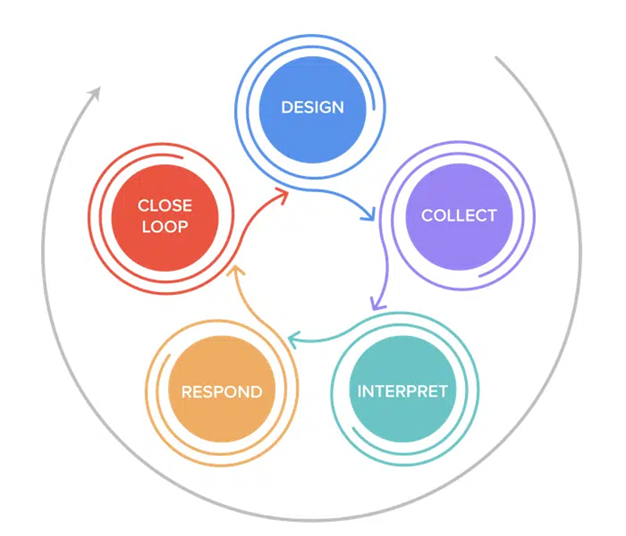 DESIGN
COLLECT
INTERPRET
RESPOND
CLOSE
LOOP